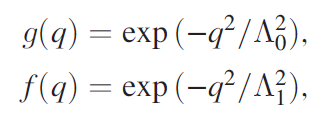 g(q) = exp (−q²/Λ₀²),
f(q) = exp (−q²/Λ₁²),